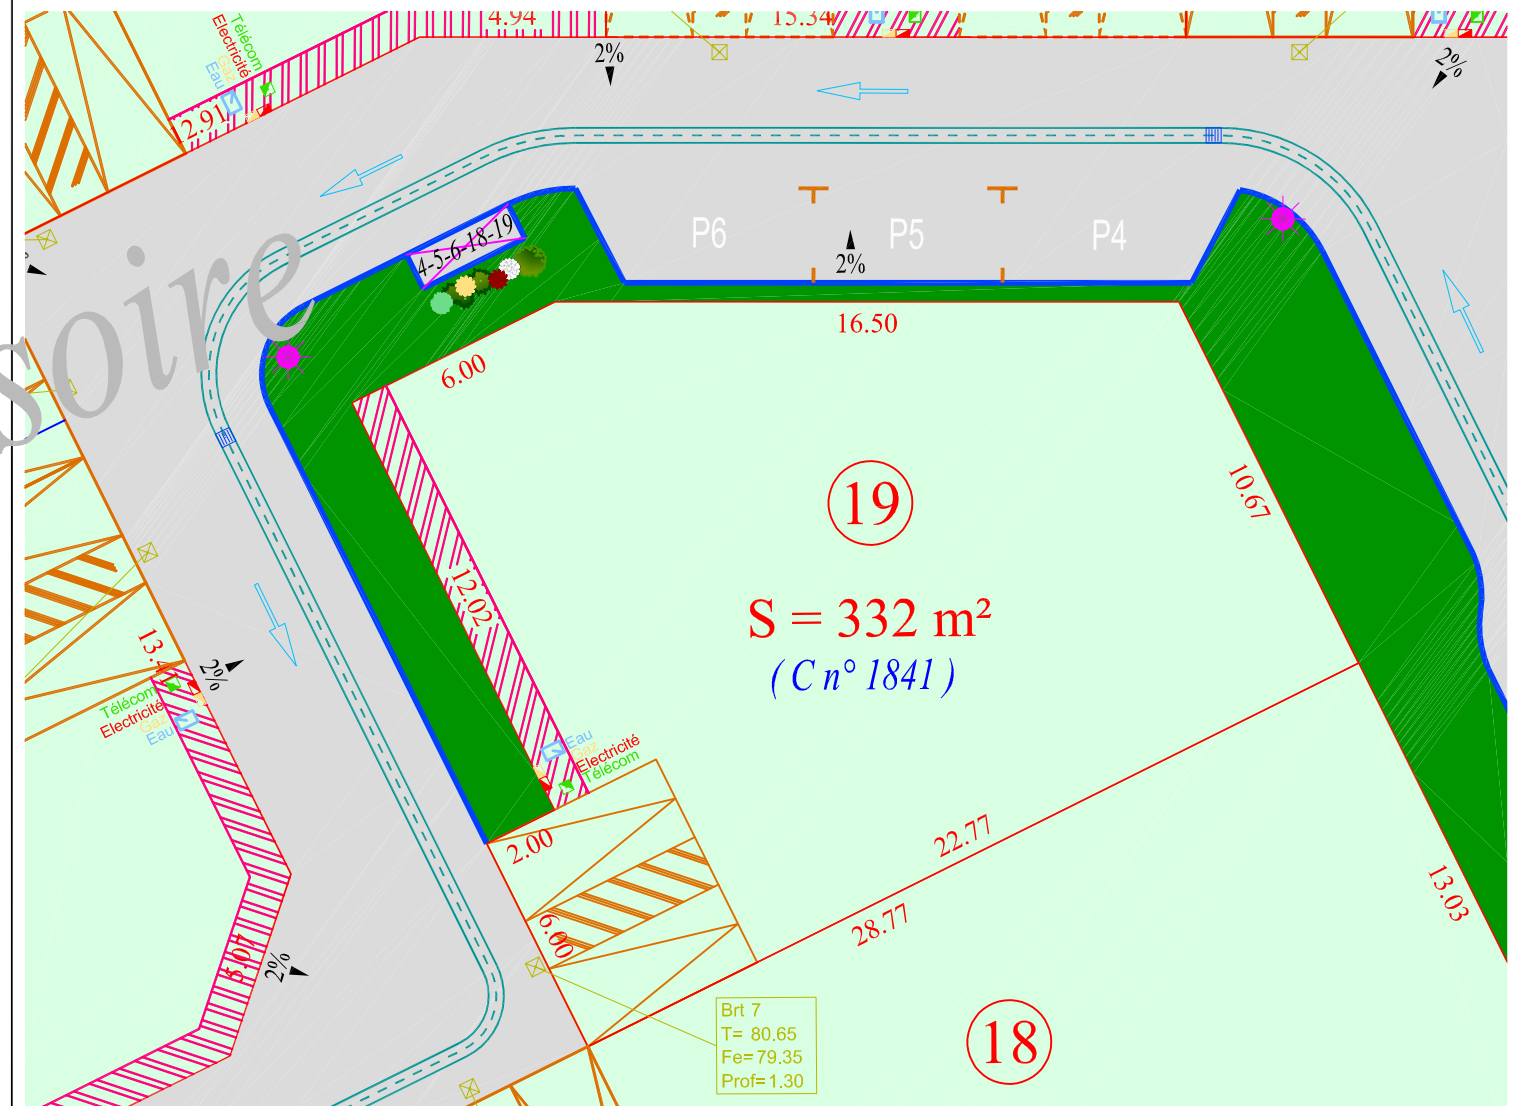 4.94
15.34
Télécom
Electricité
Gaz
Eau
2%
2%
2.91
4-5-6-18-19
P6
P5
P4
2%
soire
16.50
6.00
10.67
19
12.02
S = 332 m²
( C n° 1841 )
2%
Télécom
Electricité
Gaz
Eau
Eau
Gaz
Electricité
Télécom
2.00
22.77
28.77
13.03
6.00
5.07
2%
Brt 7
T= 80.65
Fe= 79.35
Prof= 1.30
18